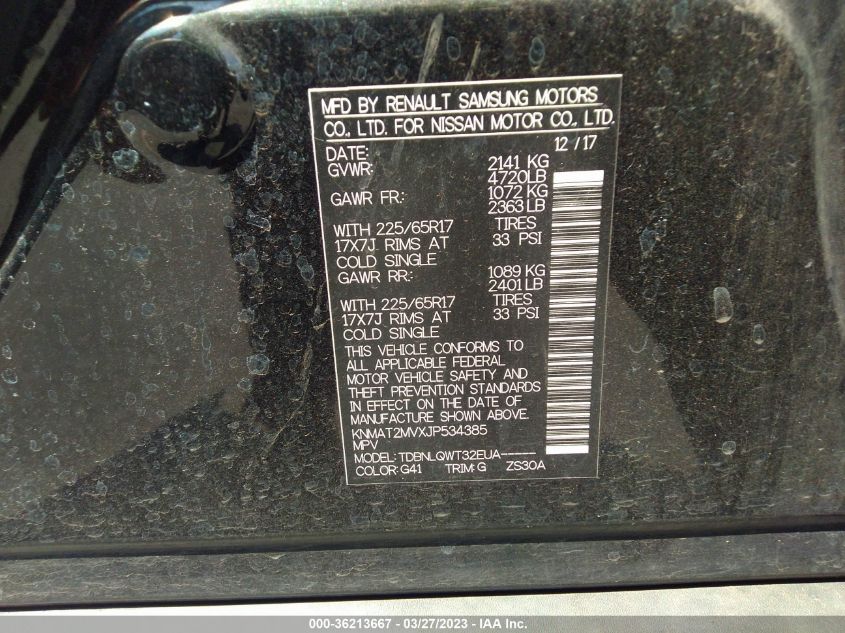 MFD BY RENAULT SAMSUNG MOTORS
CO., LTD. FOR NISSAN MOTOR CO., LTD.
DATE: 12 / 17
GVWR: 2141 KG
4720LB
GAWR FR: 1072 KG
2363 LB
WITH 225/65R17 TIRES
17X7J RIMS AT 33 PSI
COLD SINGLE
GAWR RR: 1089 KG
2401 LB
WITH 225/65R17 TIRES
17X7J RIMS AT 33 PSI
COLD SINGLE
THIS VEHICLE CONFORMS TO
ALL APPLICABLE FEDERAL
MOTOR VEHICLE SAFETY AND
THEFT PREVENTION STANDARDS
IN EFFECT ON THE DATE OF
MANUFACTURE SHOWN ABOVE.
KNMAT2MVXJP534385
MPV
MODEL: TDBNLQWT32EUA------
COLOR: G41 TRIM: G ZS30A
000-36213667 - 03/27/2023 - IAA Inc.